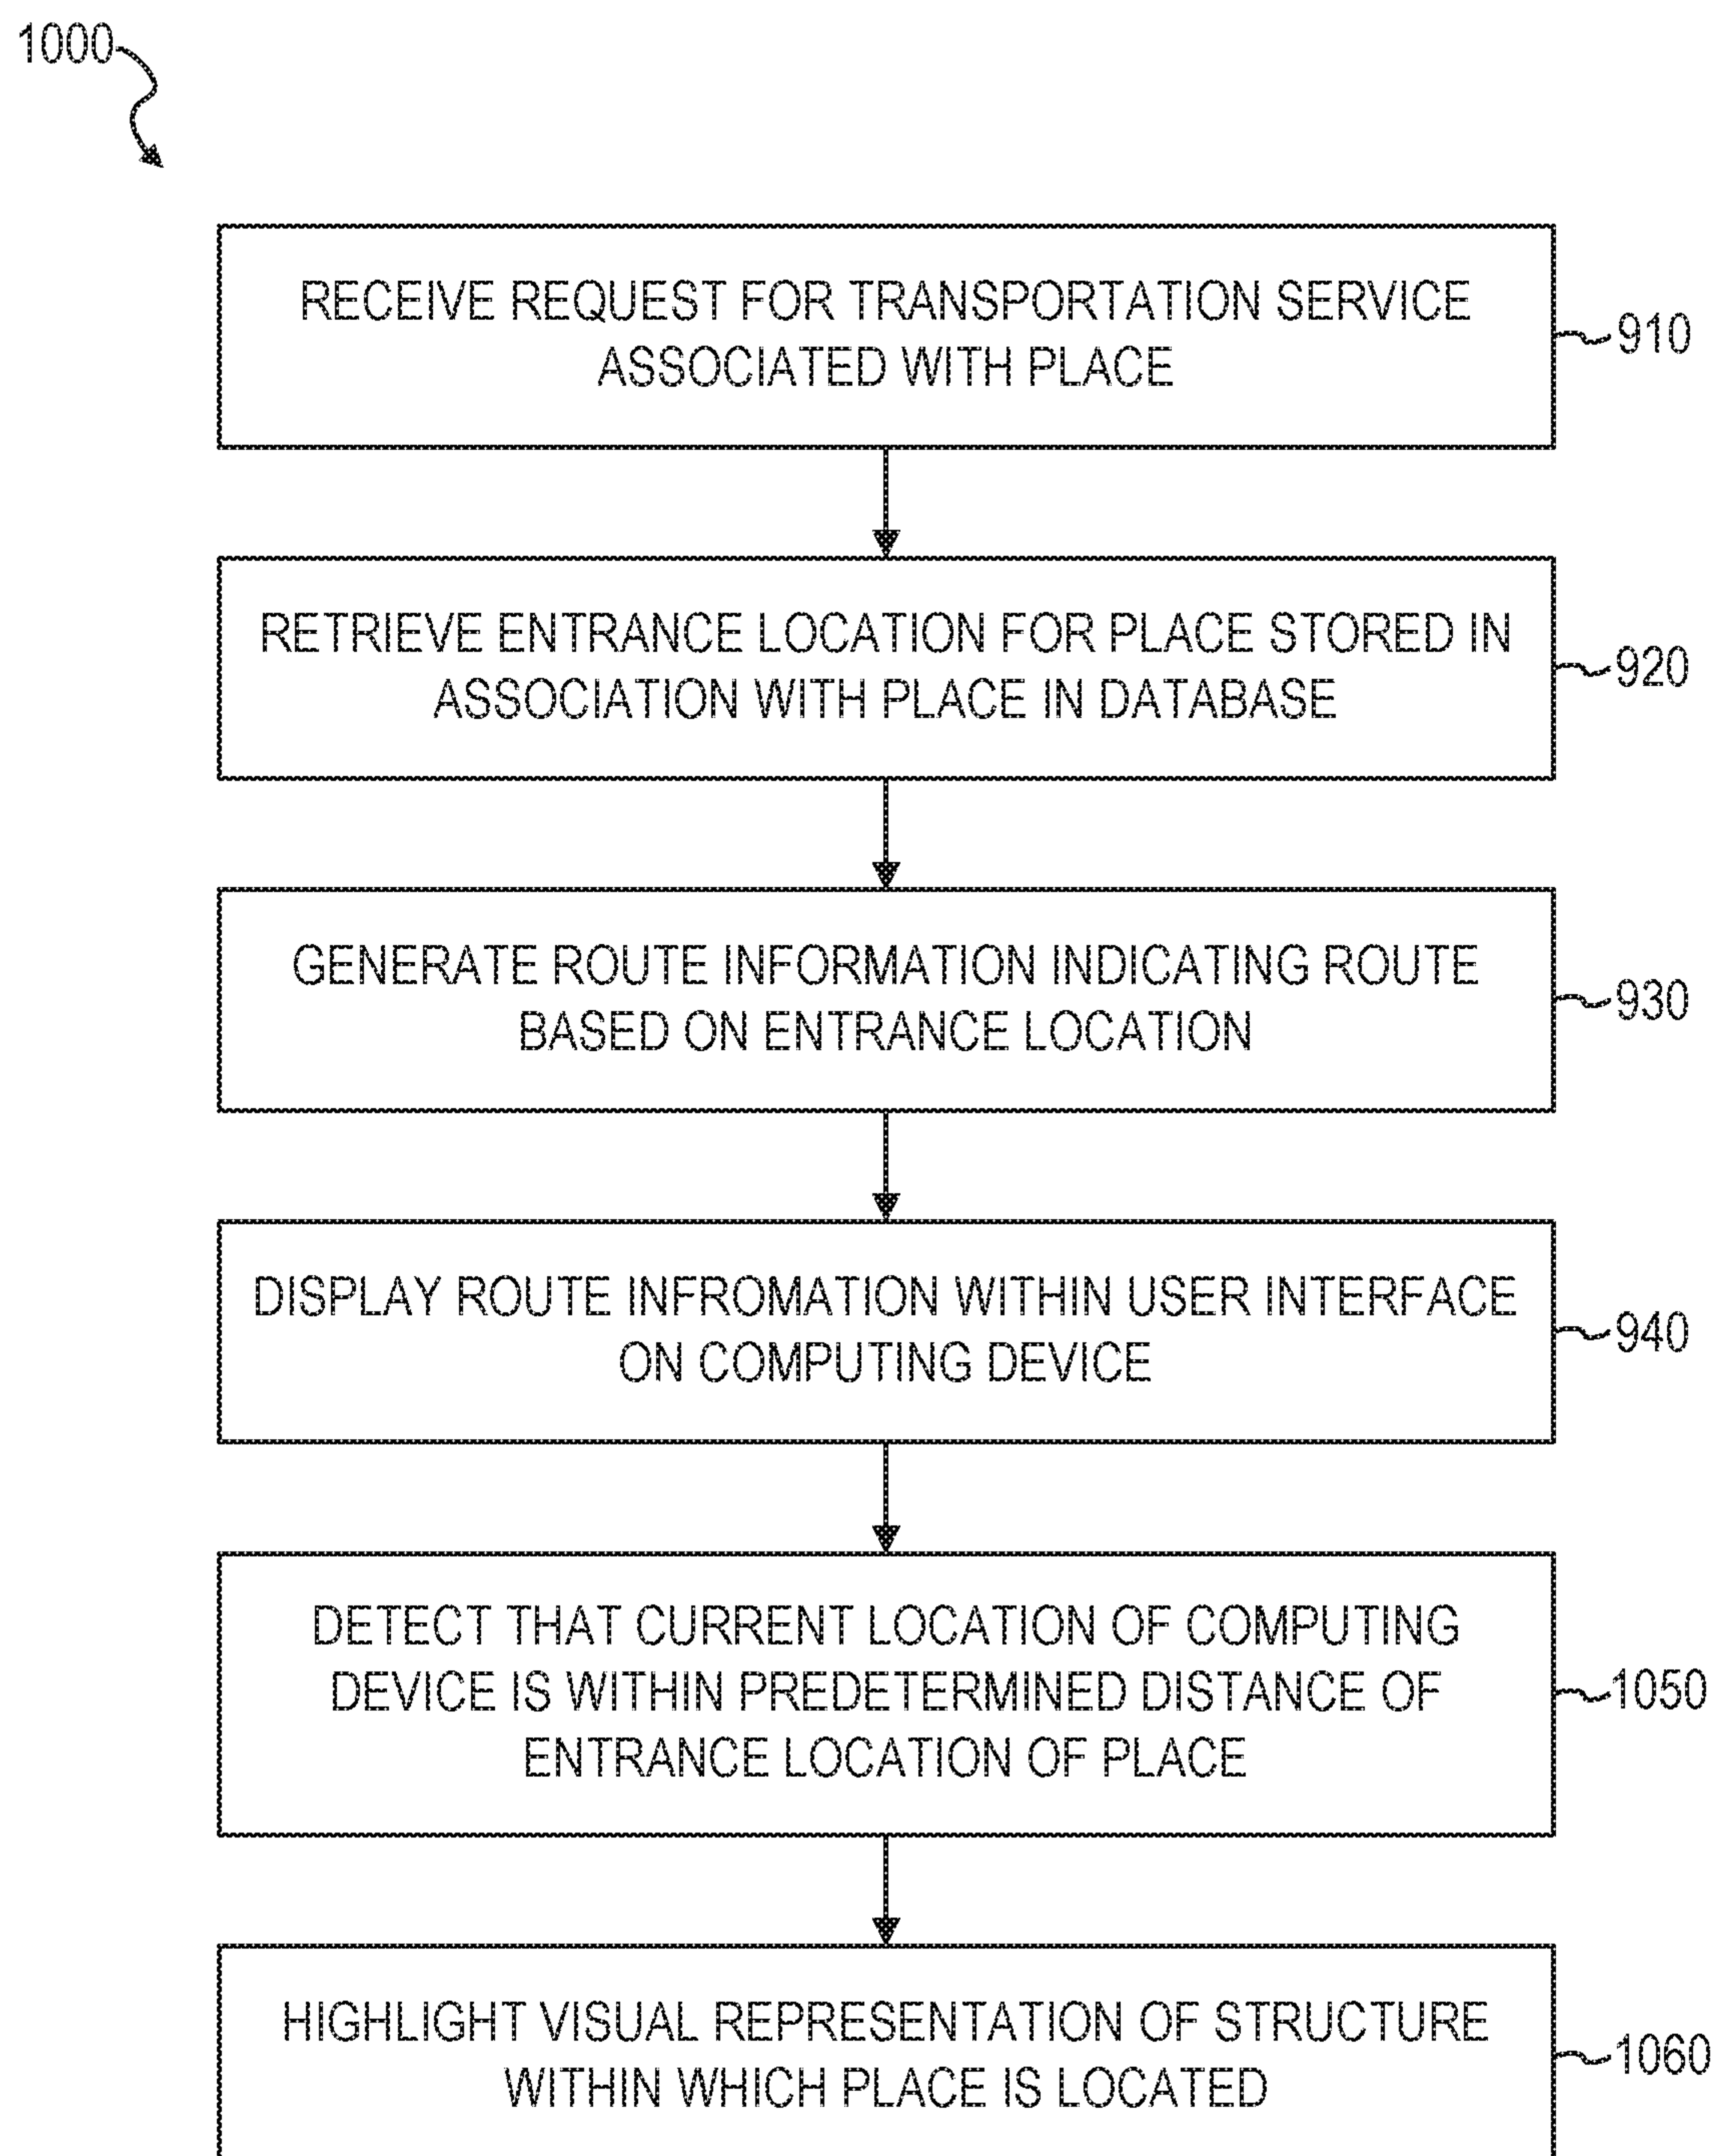 1000
RECEIVE REQUEST FOR TRANSPORTATION SERVICE
ASSOCIATED WITH PLACE
910
RETRIEVE ENTRANCE LOCATION FOR PLACE STORED IN
ASSOCIATION WITH PLACE IN DATABASE
920
GENERATE ROUTE INFORMATION INDICATING ROUTE
BASED ON ENTRANCE LOCATION
930
DISPLAY ROUTE INFROMATION WITHIN USER INTERFACE
ON COMPUTING DEVICE
940
DETECT THAT CURRENT LOCATION OF COMPUTING
DEVICE IS WITHIN PREDETERMINED DISTANCE OF
ENTRANCE LOCATION OF PLACE
1050
HIGHLIGHT VISUAL REPRESENTATION OF STRUCTURE
WITHIN WHICH PLACE IS LOCATED
1060